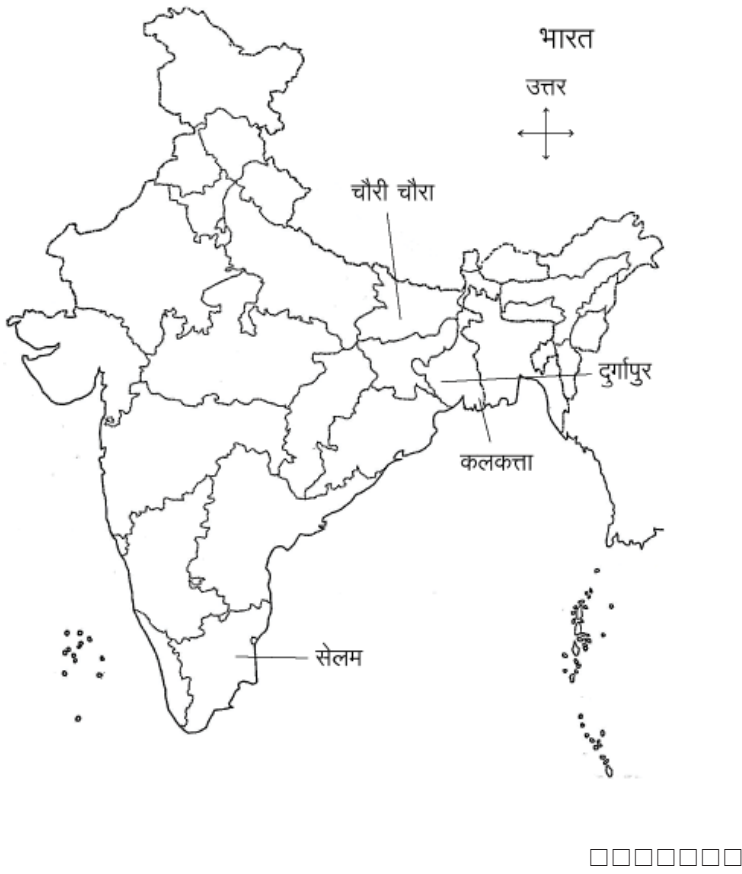 भारत
उत्तर
चौरी चौरा
दुर्गापुर
कलकत्ता
सेलम
□□□□□□□